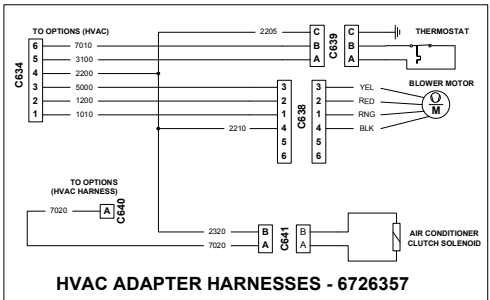 TO OPTIONS (HVAC)
2205
C
B
A
C639
C
B
A
THERMOSTAT
C634
6
5
4
3
2
1
7010
3100
2200
5000
1200
1010
2210
3
2
1
4
5
6
C638
3
2
1
4
5
6
YEL
RED
RNG
BLK
BLOWER MOTOR
M
TO OPTIONS
(HVAC HARNESS)
7020
A
C640
2320
7020
B
A
C641
B
A
AIR CONDITIONER
CLUTCH SOLENOID
HVAC ADAPTER HARNESSES - 6726357